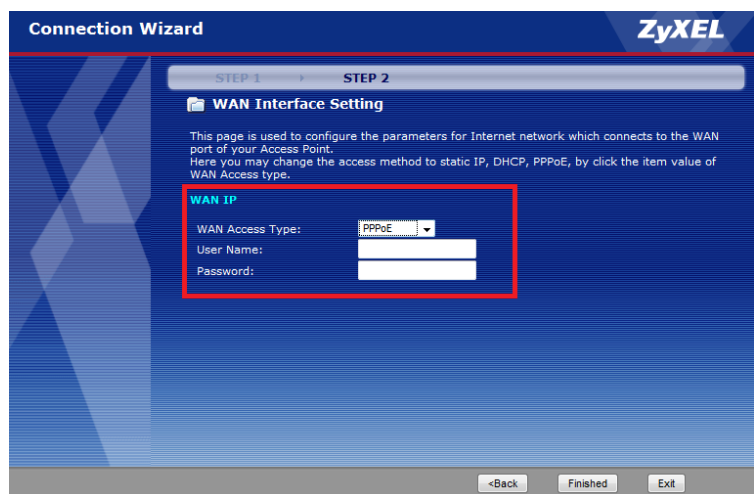 Connection Wizard
ZyXEL
STEP 1 › STEP 2
WAN Interface Setting
This page is used to configure the parameters for Internet network which connects to the WAN
port of your Access Point.
Here you may change the access method to static IP, DHCP, PPPoE, by click the item value of
WAN Access type.
WAN IP
WAN Access Type: PPPoE
User Name:
Password:
<Back Finished Exit